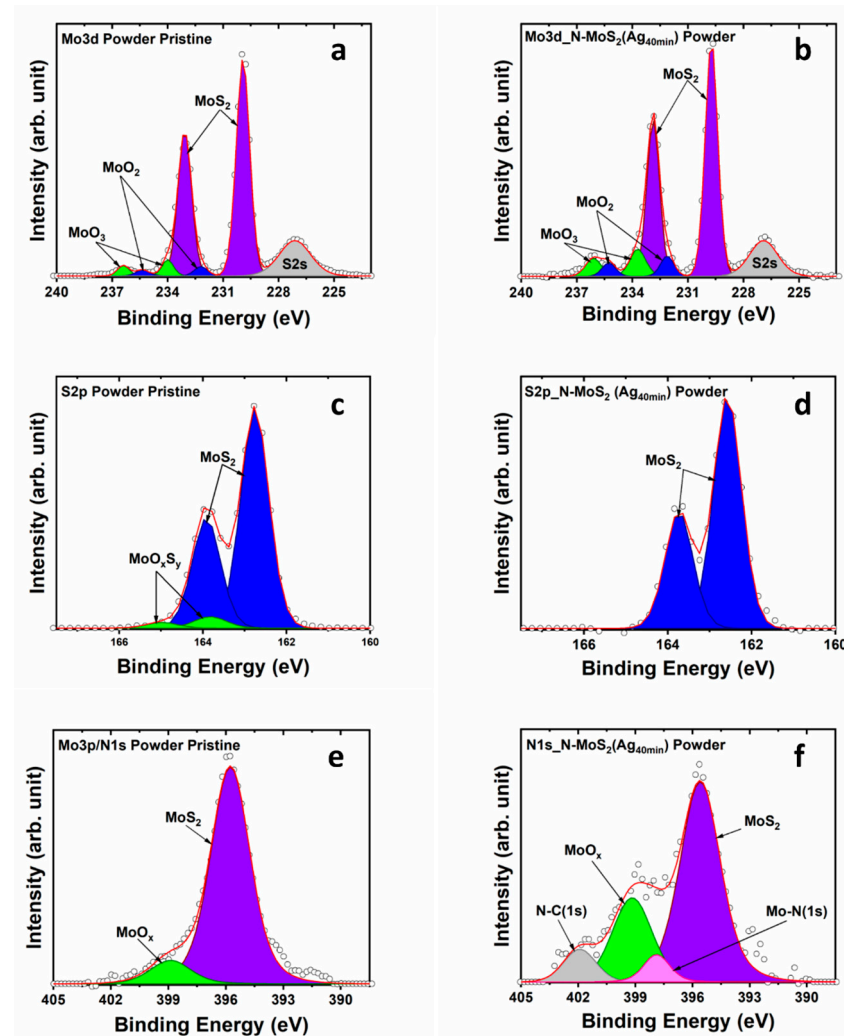 Mo3d Powder Pristine
a
MoS2
MoO2
MoO3
S2s
240 237 234 231 228 225
Binding Energy (eV)
Intensity (arb. unit)
Mo3d_N-MoS2(Ag40min) Powder
b
MoS2
MoO2
MoO3
S2s
240 237 234 231 228 225
Binding Energy (eV)
Intensity (arb. unit)
S2p Powder Pristine
c
MoS2
MoOxSy
166 164 162 160
Binding Energy (eV)
Intensity (arb. unit)
S2p_N-MoS2 (Ag40min) Powder
d
MoS2
166 164 162 160
Binding Energy (eV)
Intensity (arb. unit)
Mo3p/N1s Powder Pristine
e
MoS2
MoOx
405 402 399 396 393 390
Binding Energy (eV)
Intensity (arb. unit)
N1s_N-MoS2(Ag40min) Powder
f
MoS2
MoOx
N-C(1s)
Mo-N(1s)
405 402 399 396 393 390
Binding Energy (eV)
Intensity (arb. unit)